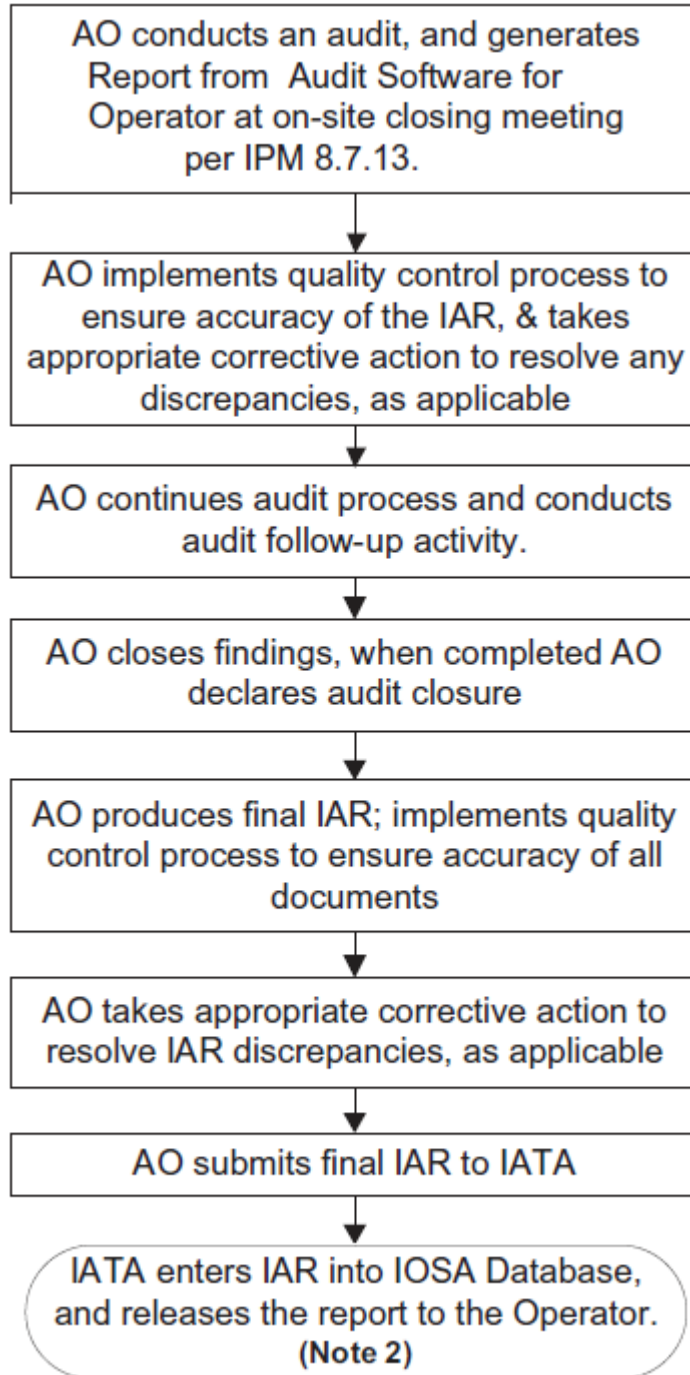 AO conducts an audit, and generates
Report from Audit Software for
Operator at on-site closing meeting
per IPM 8.7.13.
AO implements quality control process to
ensure accuracy of the IAR, & takes
appropriate corrective action to resolve any
discrepancies, as applicable
AO continues audit process and conducts
audit follow-up activity.
AO closes findings, when completed AO
declares audit closure
AO produces final IAR; implements quality
control process to ensure accuracy of all
documents
AO takes appropriate corrective action to
resolve IAR discrepancies, as applicable
AO submits final IAR to IATA
IATA enters IAR into IOSA Database,
and releases the report to the Operator.
(Note 2)